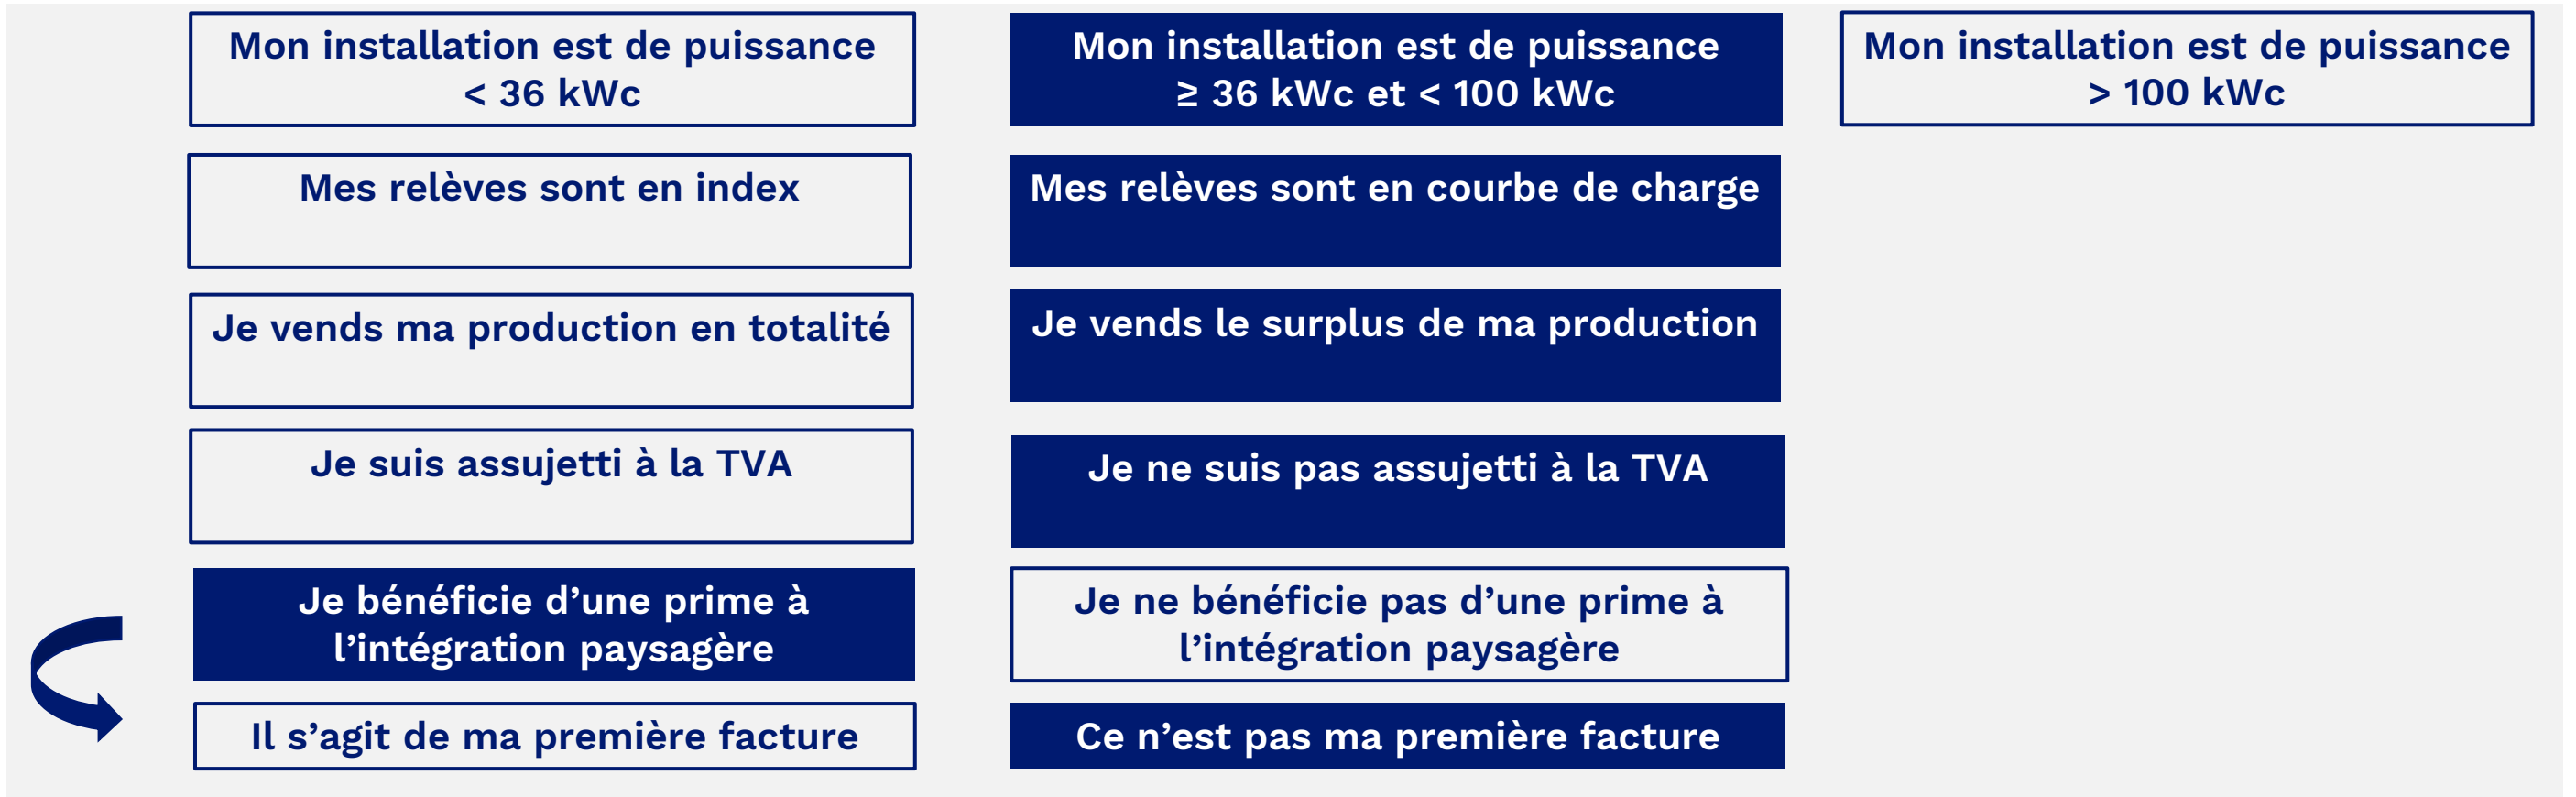 Mon installation est de puissance
< 36 kWc
Mon installation est de puissance
≥ 36 kWc et < 100 kWc
Mon installation est de puissance
> 100 kWc
Mes relèves sont en index
Mes relèves sont en courbe de charge
Je vends ma production en totalité
Je vends le surplus de ma production
Je suis assujetti à la TVA
Je ne suis pas assujetti à la TVA
Je bénéficie d’une prime à
l’intégration paysagère
Je ne bénéficie pas d’une prime à
l’intégration paysagère
Il s’agit de ma première facture
Ce n’est pas ma première facture